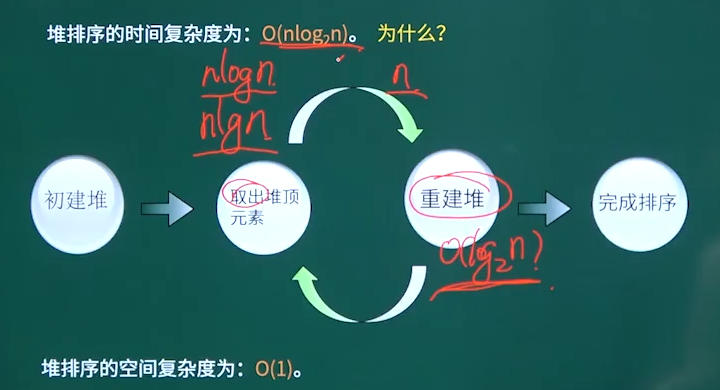 堆排序的时间复杂度为：O(nlog₂n)。 为什么？
nlogn
n
nlgn
初建堆
取出堆顶
元素
重建堆
完成排序
O(log₂n)
堆排序的空间复杂度为：O(1)。